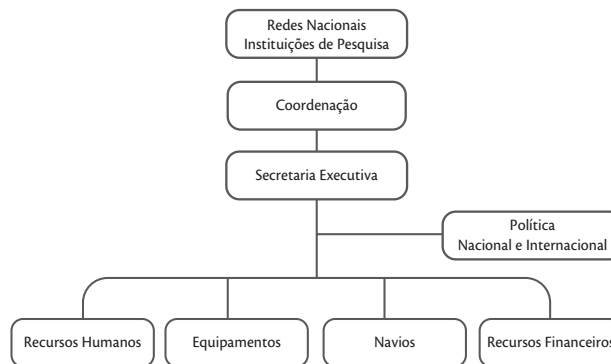 Redes Nacionais
Instituições de Pesquisa
Coordenação
Secretaria Executiva
Política
Nacional e Internacional
Recursos Humanos
Equipamentos
Navios
Recursos Financeiros